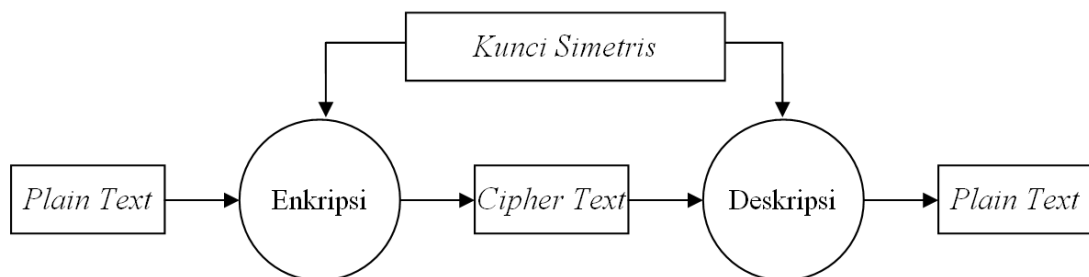 Kunci Simetris
Plain Text
Enkripsi
Cipher Text
Deskripsi
Plain Text